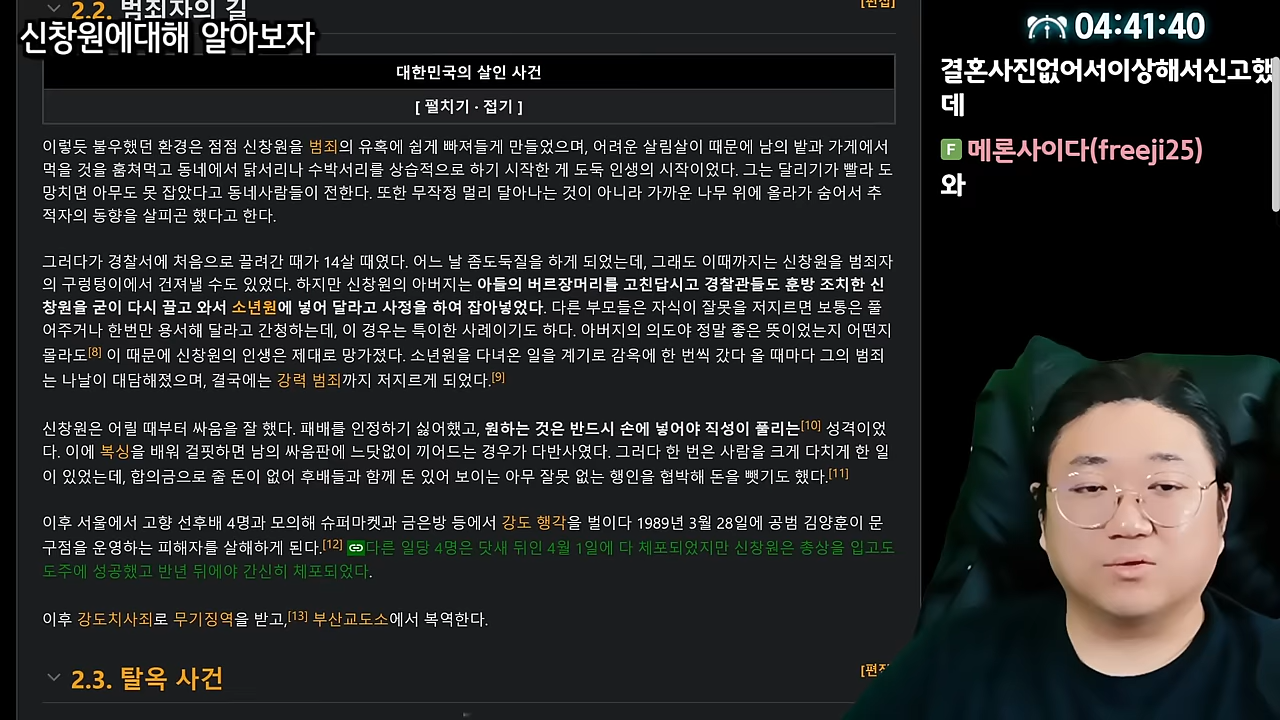 2.2. 범죄자의 길
[편집]
신창원에대해 알아보자
대한민국의 살인 사건
[ 펼치기 · 접기 ]
이렇듯 불우했던 환경은 점점 신창원을 범죄의 유혹에 쉽게 빠져들게 만들었으며, 어려운 살림살이 때문에 남의 밭과 가게에서
먹을 것을 훔쳐먹고 동네에서 닭서리나 수박서리를 상습적으로 하기 시작한 게 도둑 인생의 시작이었다. 그는 달리기가 빨라 도
망치면 아무도 못 잡았다고 동네사람들이 전한다. 또한 무작정 멀리 달아나는 것이 아니라 가까운 나무 위에 올라가 숨어서 추
적자의 동향을 살피곤 했다고 한다.
그러다가 경찰서에 처음으로 끌려간 때가 14살 때였다. 어느 날 좀도둑질을 하게 되었는데, 그래도 이때까지는 신창원을 범죄자
의 구렁텅이에서 건져낼 수도 있었다. 하지만 신창원의 아버지는 아들의 버르장머리를 고친답시고 경찰관들도 훈방 조치한 신
창원을 굳이 다시 끌고 와서 소년원에 넣어 달라고 사정을 하여 잡아넣었다. 다른 부모들은 자식이 잘못을 저지르면 보통은 풀
어주거나 한번만 용서해 달라고 간청하는데, 이 경우는 특이한 사례이기도 하다. 아버지의 의도야 정말 좋은 뜻이었는지 어떤지
몰라도[8] 이 때문에 신창원의 인생은 제대로 망가졌다. 소년원을 다녀온 일을 계기로 감옥에 한 번씩 갔다 올 때마다 그의 범죄
는 나날이 대담해졌으며, 결국에는 강력 범죄까지 저지르게 되었다.[9]
신창원은 어릴 때부터 싸움을 잘 했다. 패배를 인정하기 싫어했고, 원하는 것은 반드시 손에 넣어야 직성이 풀리는[10] 성격이었
다. 이에 복싱을 배워 걸핏하면 남의 싸움판에 느닷없이 끼어드는 경우가 다반사였다. 그러다 한 번은 사람을 크게 다치게 한 일
이 있었는데, 합의금으로 줄 돈이 없어 후배들과 함께 돈 있어 보이는 아무 잘못 없는 행인을 협박해 돈을 뺏기도 했다.[11]
이후 서울에서 고향 선후배 4명과 모의해 슈퍼마켓과 금은방 등에서 강도 행각을 벌이다 1989년 3월 28일에 공범 김양훈이 문
구점을 운영하는 피해자를 살해하게 된다.[12] 다른 일당 4명은 닷새 뒤인 4월 1일에 다 체포되었지만 신창원은 총상을 입고도
도주에 성공했고 반년 뒤에야 간신히 체포되었다.
이후 강도치사죄로 무기징역을 받고,[13] 부산교도소에서 복역한다.
2.3. 탈옥 사건
[편집
04:41:40
결혼사진없어서이상해서신고했
데
F 메론사이다(freeji25)
와